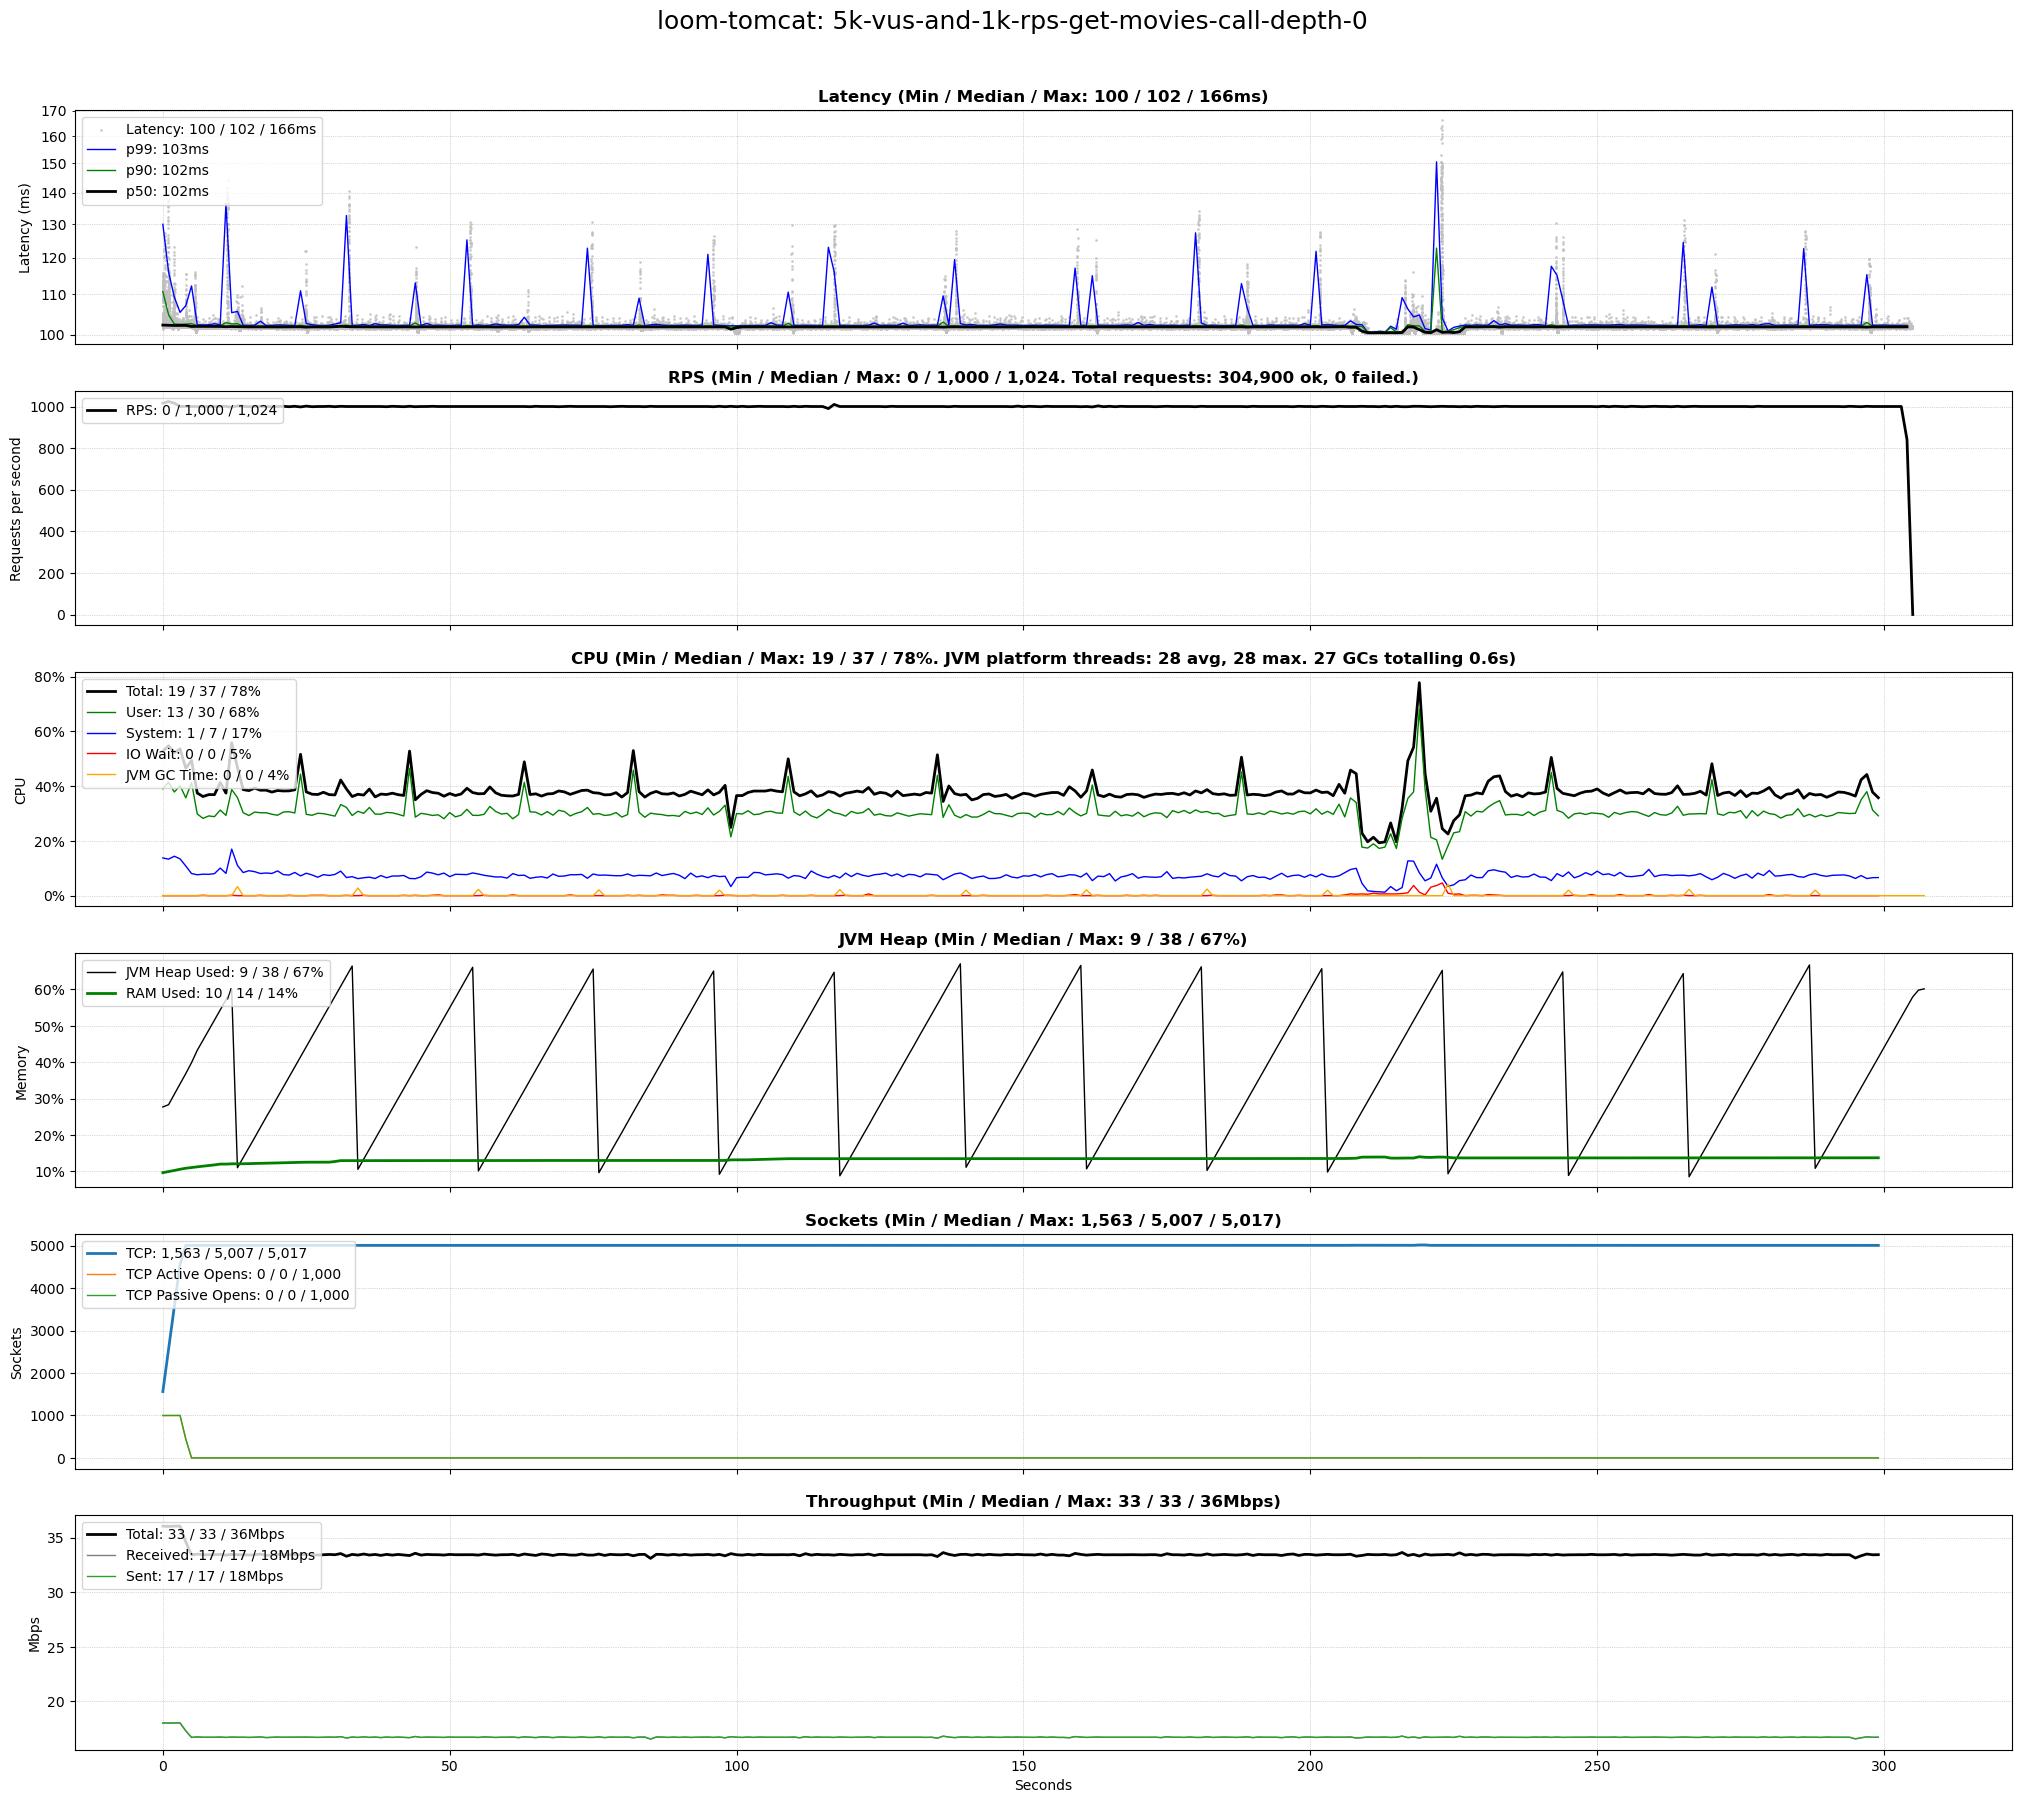 loom-tomcat: 5k-vus-and-1k-rps-get-movies-call-depth-0
Latency (Min / Median / Max: 100 / 102 / 166ms)
Latency (ms)
170
160
150
140
130
120
110
100
Latency: 100 / 102 / 166ms
p99: 103ms
p90: 102ms
p50: 102ms
RPS (Min / Median / Max: 0 / 1,000 / 1,024. Total requests: 304,900 ok, 0 failed.)
Requests per second
1000
800
600
400
200
0
RPS: 0 / 1,000 / 1,024
CPU (Min / Median / Max: 19 / 37 / 78%. JVM platform threads: 28 avg, 28 max. 27 GCs totalling 0.6s)
CPU
80%
60%
40%
20%
0%
Total: 19 / 37 / 78%
User: 13 / 30 / 68%
System: 1 / 7 / 17%
IO Wait: 0 / 0 / 5%
JVM GC Time: 0 / 0 / 4%
JVM Heap (Min / Median / Max: 9 / 38 / 67%)
Memory
60%
50%
40%
30%
20%
10%
JVM Heap Used: 9 / 38 / 67%
RAM Used: 10 / 14 / 14%
Sockets (Min / Median / Max: 1,563 / 5,007 / 5,017)
Sockets
5000
4000
3000
2000
1000
0
TCP: 1,563 / 5,007 / 5,017
TCP Active Opens: 0 / 0 / 1,000
TCP Passive Opens: 0 / 0 / 1,000
Throughput (Min / Median / Max: 33 / 33 / 36Mbps)
Mbps
35
30
25
20
Total: 33 / 33 / 36Mbps
Received: 17 / 17 / 18Mbps
Sent: 17 / 17 / 18Mbps
0 50 100 150 200 250 300
Seconds